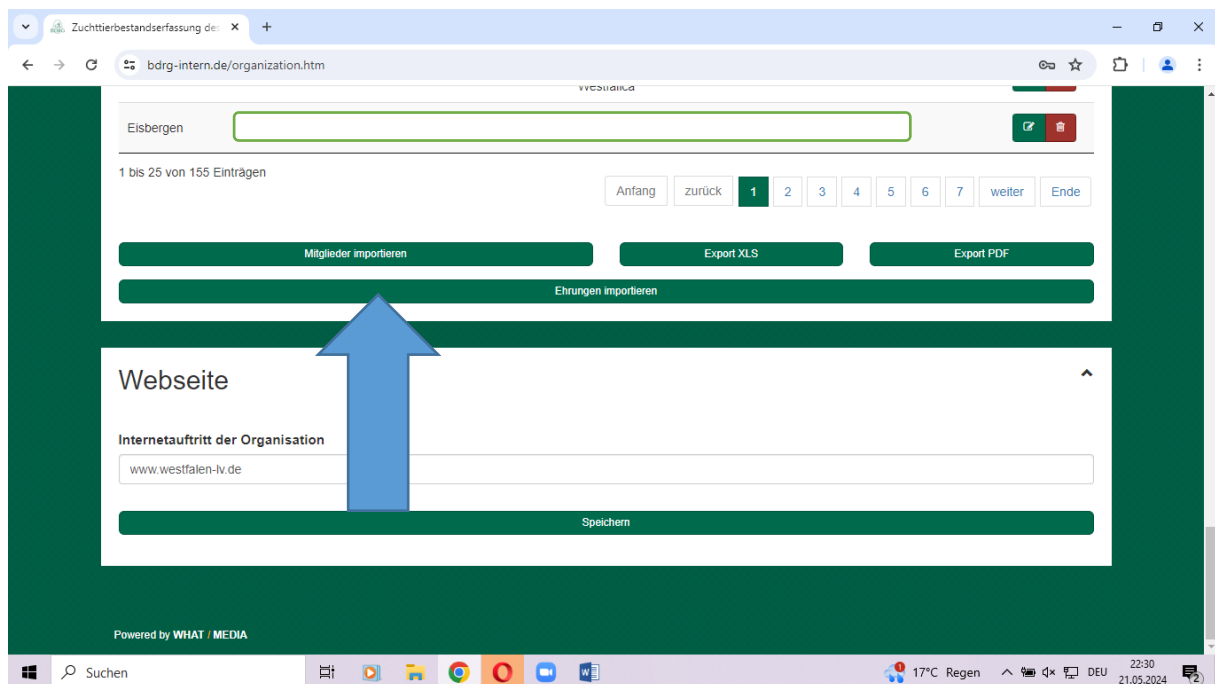 Zuchttierbestandserfassung de
bdrg-intern.de/organization.htm
Westfalica
Eisbergen
1 bis 25 von 155 Einträgen
Anfang zurück 1 2 3 4 5 6 7 weiter Ende
Mitglieder importieren Export XLS Export PDF
Ehrungen importieren
Webseite
Internetauftritt der Organisation
www.westfalen-lv.de
Speichern
Powered by WHAT / MEDIA
Suchen 17°C Regen DEU 22:30
21.05.2024